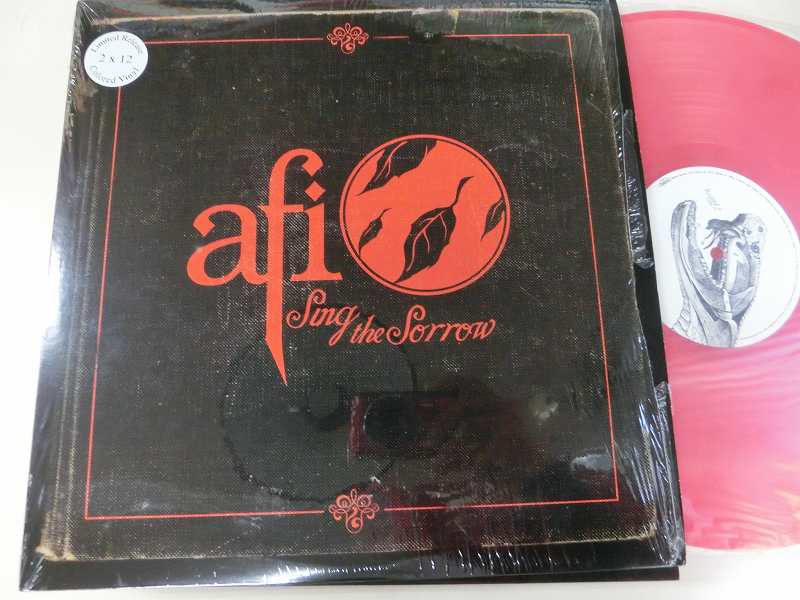 Limited Release
2 x 12
Colored Vinyl
afi
Sing
the Sorrow